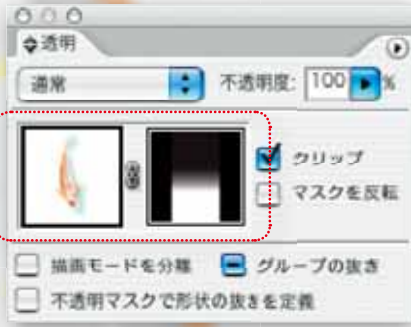 透明
通常 不透明度: 100 %
クリップ
マスクを反転
描画モードを分離 グループの抜き
不透明マスクで形状の抜きを定義